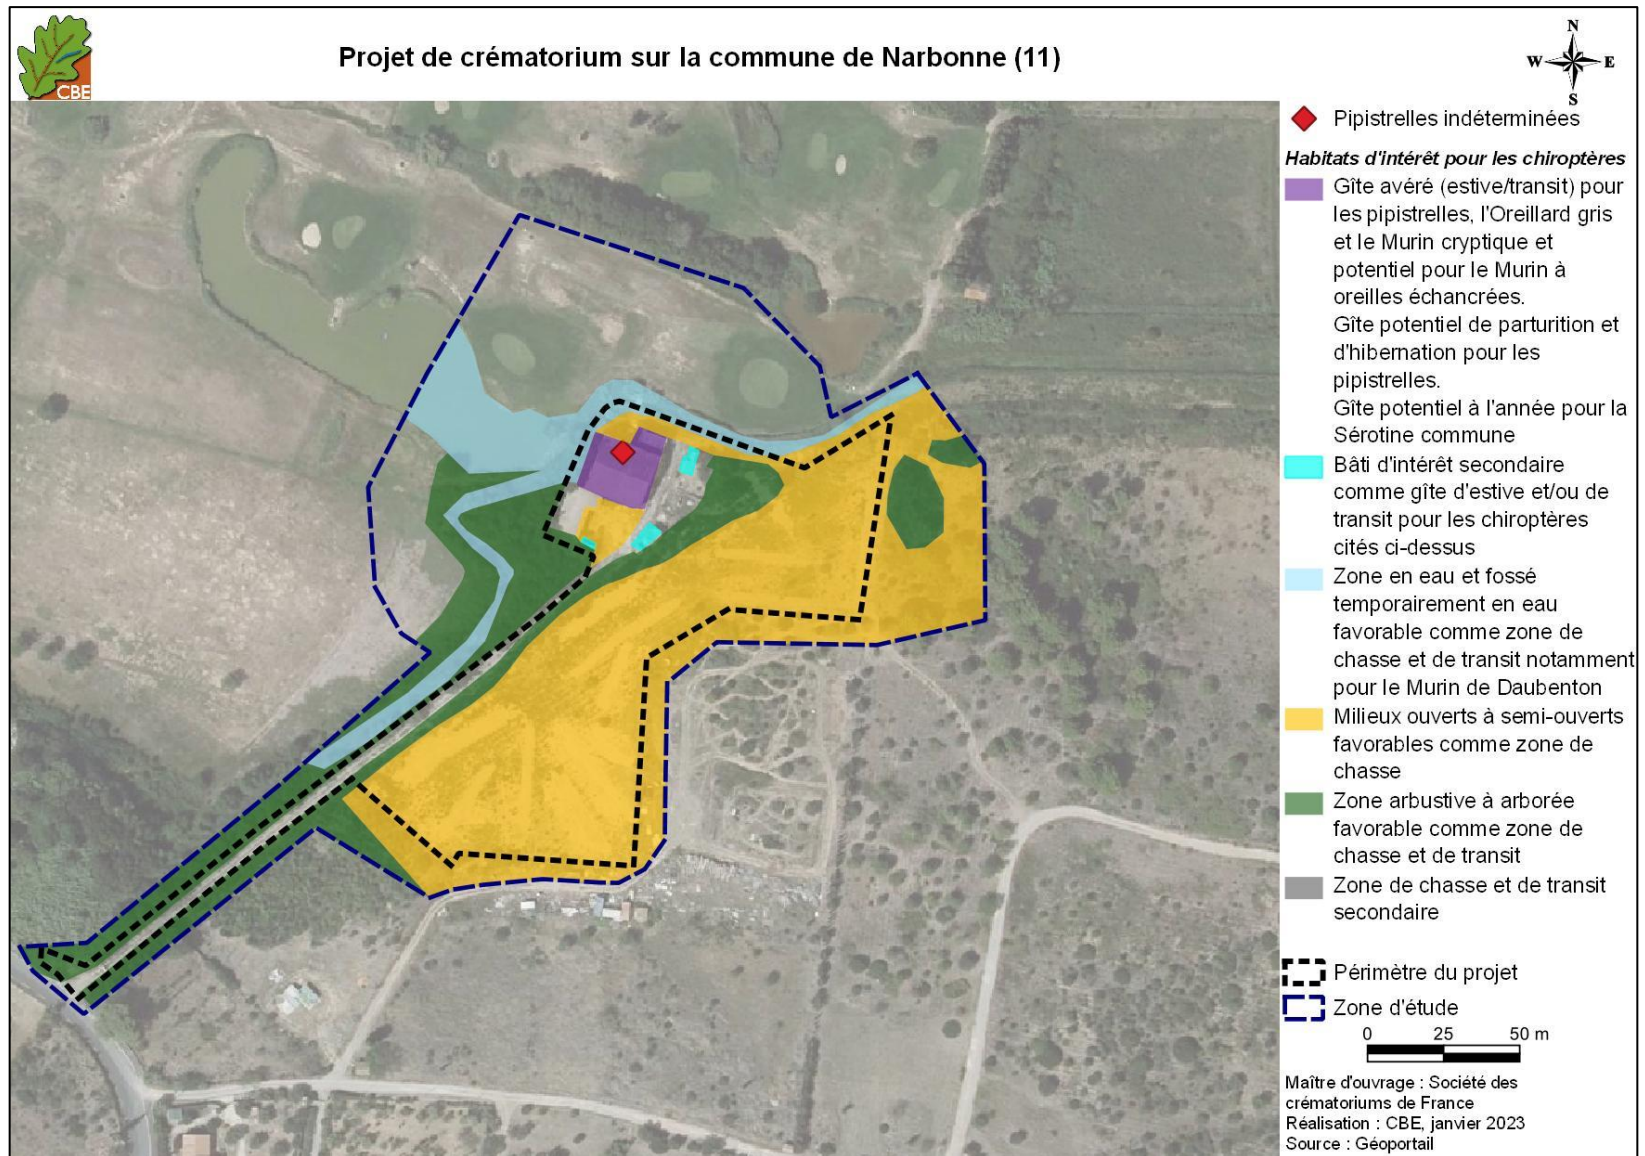 CBE
Projet de crématorium sur la commune de Narbonne (11)
N
W E
S
Pipistrelles indéterminées
Habitats d'intérêt pour les chiroptères
Gîte avéré (estive/transit) pour
les pipistrelles, l'Oreillard gris
et le Murin cryptique et
potentiel pour le Murin à
oreilles échancrées.
Gîte potentiel de parturition et
d'hibernation pour les
pipistrelles.
Gîte potentiel à l'année pour la
Sérotine commune
Bâti d'intérêt secondaire
comme gîte d'estive et/ou de
transit pour les chiroptères
cités ci-dessus
Zone en eau et fossé
temporairement en eau
favorable comme zone de
chasse et de transit notamment
pour le Murin de Daubenton
Milieux ouverts à semi-ouverts
favorables comme zone de
chasse
Zone arbustive à arborée
favorable comme zone de
chasse et de transit
Zone de chasse et de transit
secondaire
Périmètre du projet
Zone d'étude
0 25 50 m
Maître d'ouvrage : Société des
crématoriums de France
Réalisation : CBE, janvier 2023
Source : Géoportail